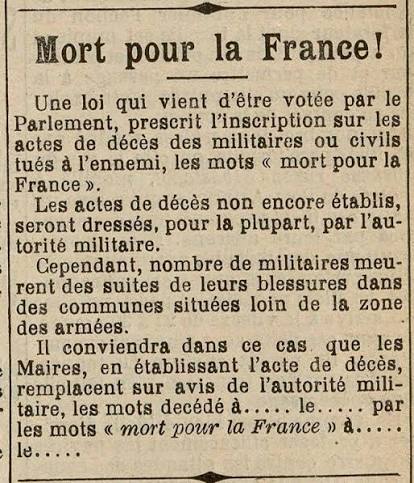 Mort pour la France!
Une loi qui vient d'être votée par le
Parlement, prescrit l'inscription sur les
actes de décès des militaires ou civils
tués à l'ennemi, les mots « mort pour la
France ».
Les actes de décès non encore établis,
seront dressés, pour la plupart, par l'au-
torité militaire.
Cependant, nombre de militaires meu-
rent des suites de leurs blessures dans
des communes situées loin de la zone
des armées.
Il conviendra dans ce cas que les
Maires, en établissant l'acte de décès,
remplacent sur avis de l'autorité mili-
taire, les mots decédé à..... le..... par
les mots « mort pour la France » à.....
le.....